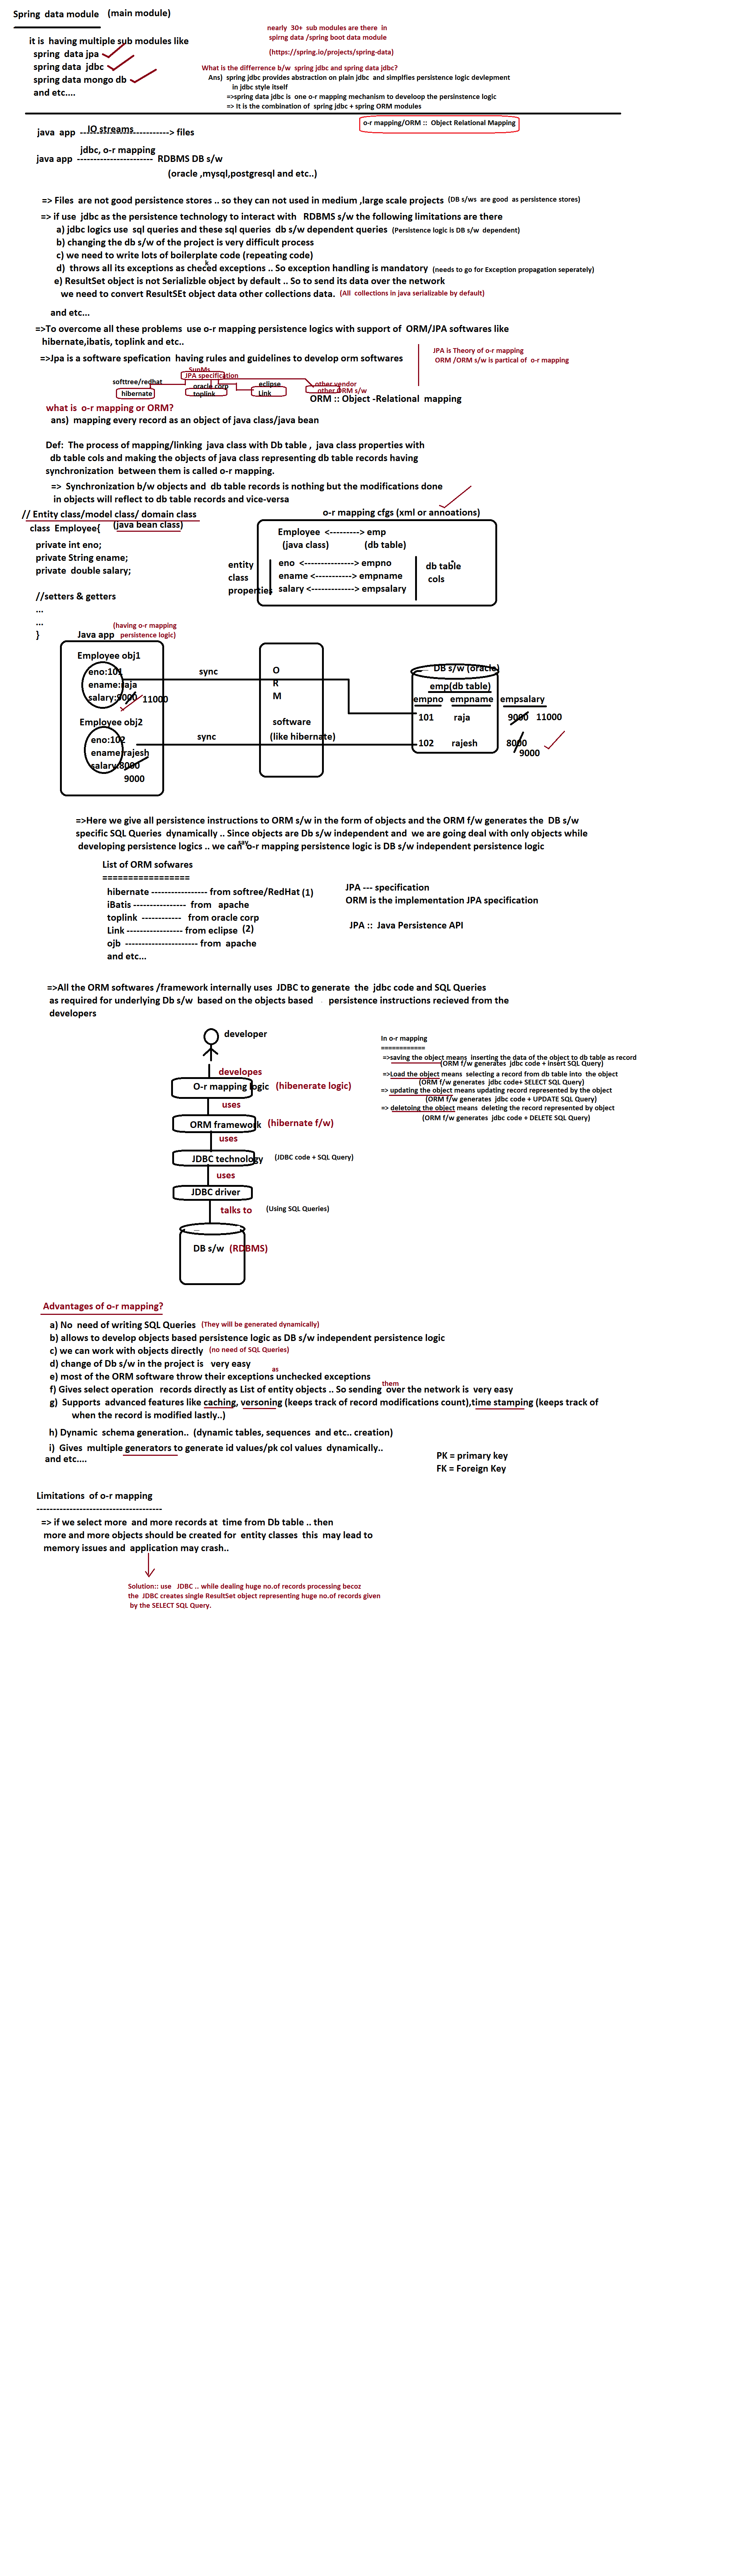 Spring  data module   (main module)
nearly  30+  sub modules are there  in
spirng data /spring boot data module
(https://spring.io/projects/spring-data)
it is  having multiple sub modules like
spring  data jpa
spring data  jdbc
spring data mongo db
and etc....
What is the differrence b/w  spring jdbc and spring data jdbc?
Ans)  spring jdbc provides abstraction on plain jdbc  and simplfies persistence logic devlepment
in jdbc style itself
=>spring data jdbc is  one o-r mapping mechanism to develoop the persinstence logic
=> It is the combination of  spring jdbc + spring ORM modules
o-r mapping/ORM ::  Object Relational Mapping
IO streams
java  app  --------------------------> files
jdbc, o-r mapping
java app  -----------------------  RDBMS DB s/w
(oracle ,mysql,postgresql and etc..)
=> Files  are not good persistence stores .. so they can not used in medium ,large scale projects  (DB s/ws  are good  as persistence stores)
=> if use  jdbc as the persistence technology to interact with   RDBMS s/w the following limitations are there
a) jdbc logics use  sql queries and these sql queries  db s/w dependent queries  (Persistence logic is DB s/w  dependent)
b) changing the db s/w of the project is very difficult process
c) we need to write lots of boilerplate code (repeating code)
k
d)  throws all its exceptions as checed exceptions .. So exception handling is mandatory  (needs to go for Exception propagation seperately)
e) ResultSet object is not Serializble object by default .. So to send its data over the network
we need to convert ResultSEt object data other collections data.  (All  collections in java serializable by default)
and etc...
=>To overcome all these problems  use o-r mapping persistence logics with support of  ORM/JPA softwares like
hibernate,ibatis, toplink and etc..
=>Jpa is a software spefication  having rules and guidelines to develop orm softwares
JPA is Theory of o-r mapping
ORM /ORM s/w is partical of  o-r mapping
SunMs
JPA specification
softtree/redhat
oracle corp
eclipse
other vendor
hibernate
toplink
Link
other ORM s/w
ORM :: Object -Relational  mapping
what is  o-r mapping or ORM?
ans)  mapping every record as an object of java class/java bean
Def:  The process of mapping/linking  java class with Db table ,  java class properties with
db table cols and making the objects of java class representing db table records having
synchronization  between them is called o-r mapping.
=>  Synchronization b/w objects and  db table records is nothing but the modifications done
in objects will reflect to db table records and vice-versa
// Entity class/model class/ domain class
o-r mapping cfgs (xml or annoations)
class  Employee{     (java bean class)
private int eno;
private String ename;
private  double salary;
//setters & getters
...
...
}
Employee  <---------> emp
(java class)             (db table)
entity
class
properties
eno  <---------------> empno
ename <-----------> empname
salary <-------------> empsalary
db table
cols
Java app
(having o-r mapping
persistence logic)
Employee obj1
eno:101
ename:raja
salary:9000  11000
Employee obj2
eno:102
ename:rajesh
salary:8000
9000
sync
sync
O
R
M
software
(like hibernate)
DB s/w (oracle)
emp(db table)
empno   empname   empsalary
101        raja        9000   11000
102       rajesh       8000
9000
=>Here we give all persistence instructions to ORM s/w in the form of objects and the ORM f/w generates the  DB s/w
specific SQL Queries  dynamically .. Since objects are Db s/w independent and  we are going deal with only objects while
say
developing persistence logics .. we can  o-r mapping persistence logic is DB s/w independent persistence logic
List of ORM sofwares
=================
hibernate ----------------- from softree/RedHat (1)
iBatis ----------------  from   apache
toplink  ------------   from oracle corp
Link ----------------- from eclipse  (2)
ojb  ---------------------- from  apache
and etc...
JPA --- specification
ORM is the implementation JPA specification
JPA ::  Java Persistence API
=>All the ORM softwares /framework internally uses  JDBC to generate  the  jdbc code and SQL Queries
as required for underlying Db s/w  based on the objects based      persistence instructions recieved from the
developers
developer
developes
O-r mapping logic   (hibenerate logic)
uses
ORM framework   (hibernate f/w)
uses
JDBC technology     (JDBC code + SQL Query)
uses
JDBC driver
talks to      (Using SQL Queries)
DB s/w  (RDBMS)
In o-r mapping
============
=>saving the object means  inserting the data of the object to db table as record
(ORM f/w generates  jdbc code + insert SQL Query)
=>Load the object means  selecting a record from db table into  the object
(ORM f/w generates  jdbc code+ SELECT SQL Query)
=> updating the object means updating record represented by the object
(ORM f/w generates  jdbc code + UPDATE SQL Query)
=> deletoing the object means  deleting the record represented by object
(ORM f/w generates  jdbc code + DELETE SQL Query)
Advantages of o-r mapping?
a) No  need of writing SQL Queries   (They will be generated dynamically)
b) allows to develop objects based persistence logic as DB s/w independent persistence logic
c) we can work with objects directly   (no need of SQL Queries)
d) change of Db s/w in the project is   very easy
as
e) most of the ORM software throw their exceptions unchecked exceptions
them
f) Gives select operation   records directly as List of entity objects .. So sending  over the network is  very easy
g)  Supports  advanced features like caching, versoning (keeps track of record modifications count),time stamping (keeps track of
when the record is modified lastly..)
h) Dynamic  schema generation..  (dynamic tables, sequences  and etc.. creation)
i)  Gives  multiple generators to generate id values/pk col values  dynamically..
and etc....
PK = primary key
FK = Foreign Key
Limitations  of o-r mapping
--------------------------------------
=> if we select more  and more records at  time from Db table .. then
more and more objects should be created for  entity classes  this  may lead to
memory issues and  application may crash..
Solution:: use   JDBC .. while dealing huge no.of records processing becoz
the  JDBC creates single ResultSet object representing huge no.of records given
by the SELECT SQL Query.